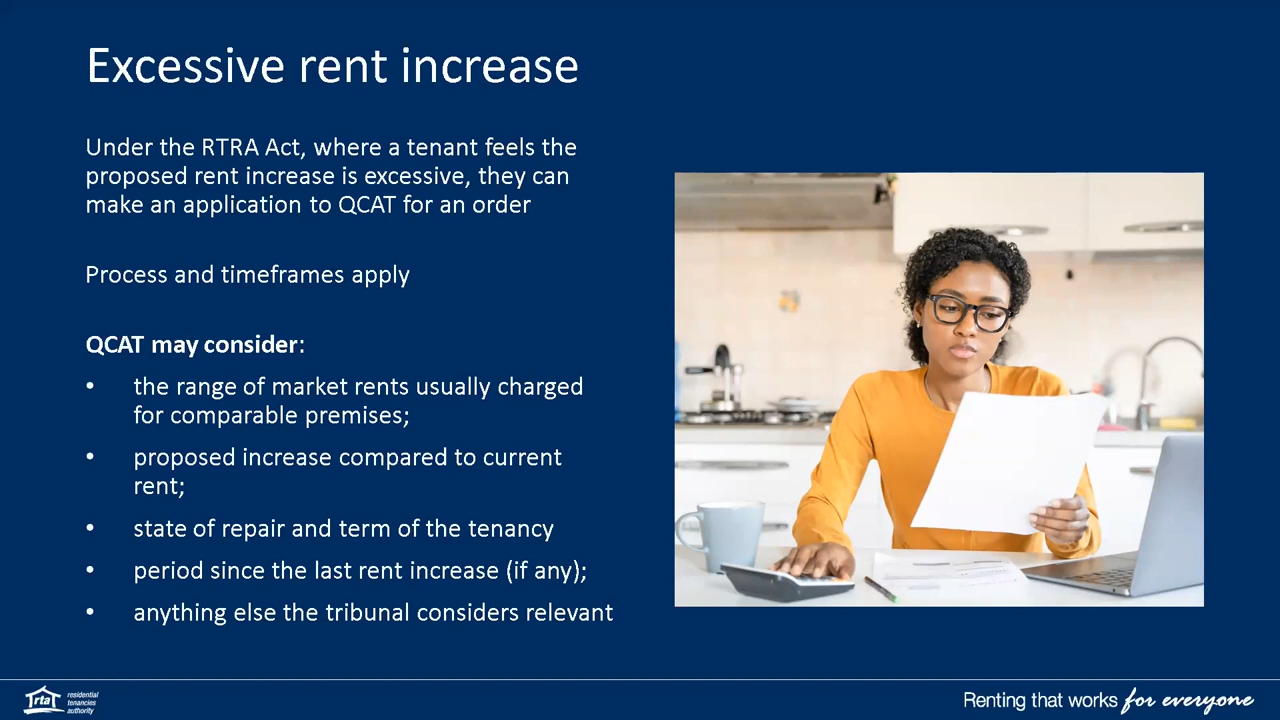 Excessive rent increase
Under the RTRA Act, where a tenant feels the
proposed rent increase is excessive, they can
make an application to QCAT for an order
Process and timeframes apply
QCAT may consider:
• the range of market rents usually charged
for comparable premises;
• proposed increase compared to current
rent;
• state of repair and term of the tenancy
• period since the last rent increase (if any);
• anything else the tribunal considers relevant
rta
residential
tenancies
authority
Renting that works for everyone